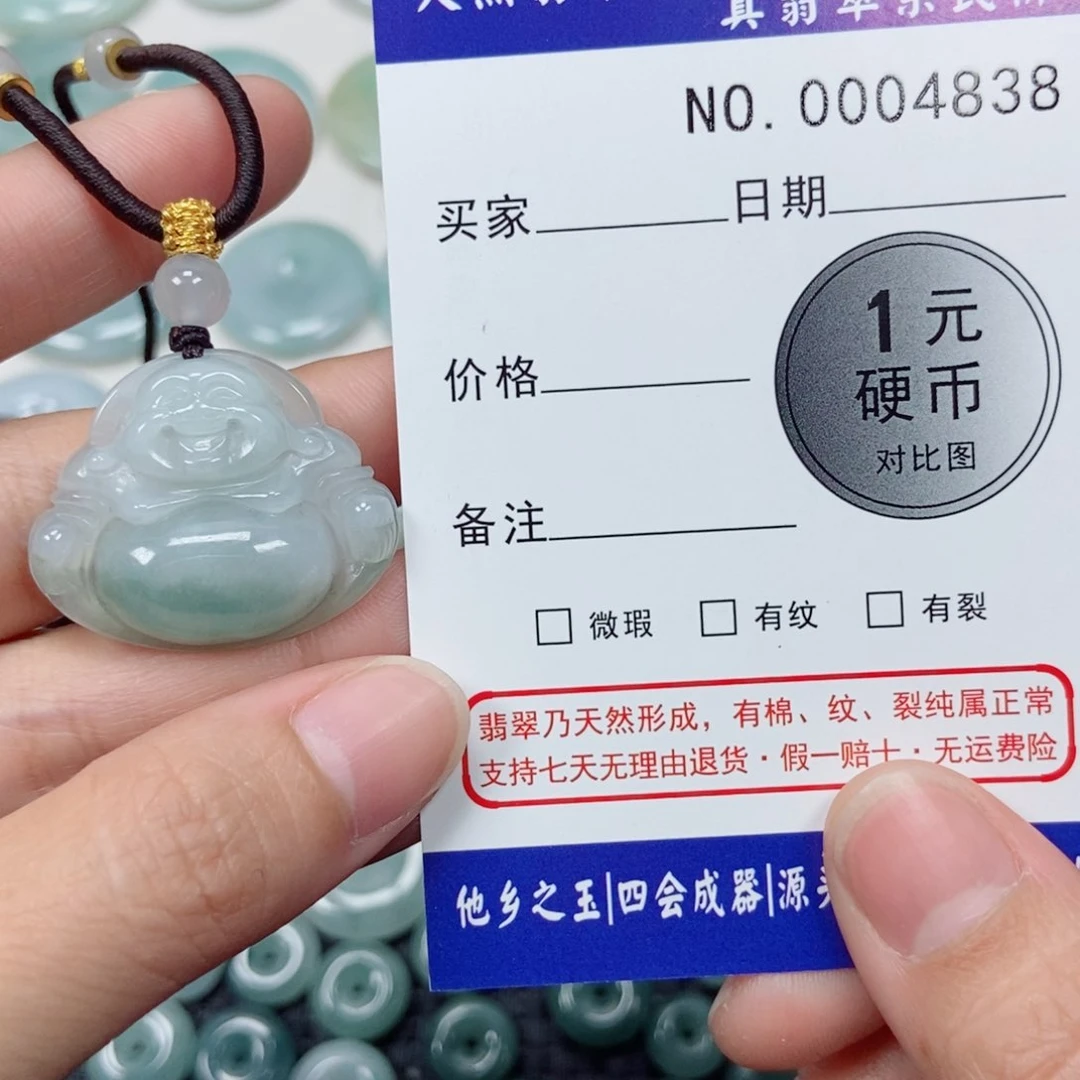 NO. 0004838
买家 日期
1元
硬币
对比图
价格
备注
微瑕 有纹 有裂
翡翠乃天然形成，有棉、纹、裂纯属正常
支持七天无理由退货·假一赔十·无运费险
他乡之玉|四会成器|源